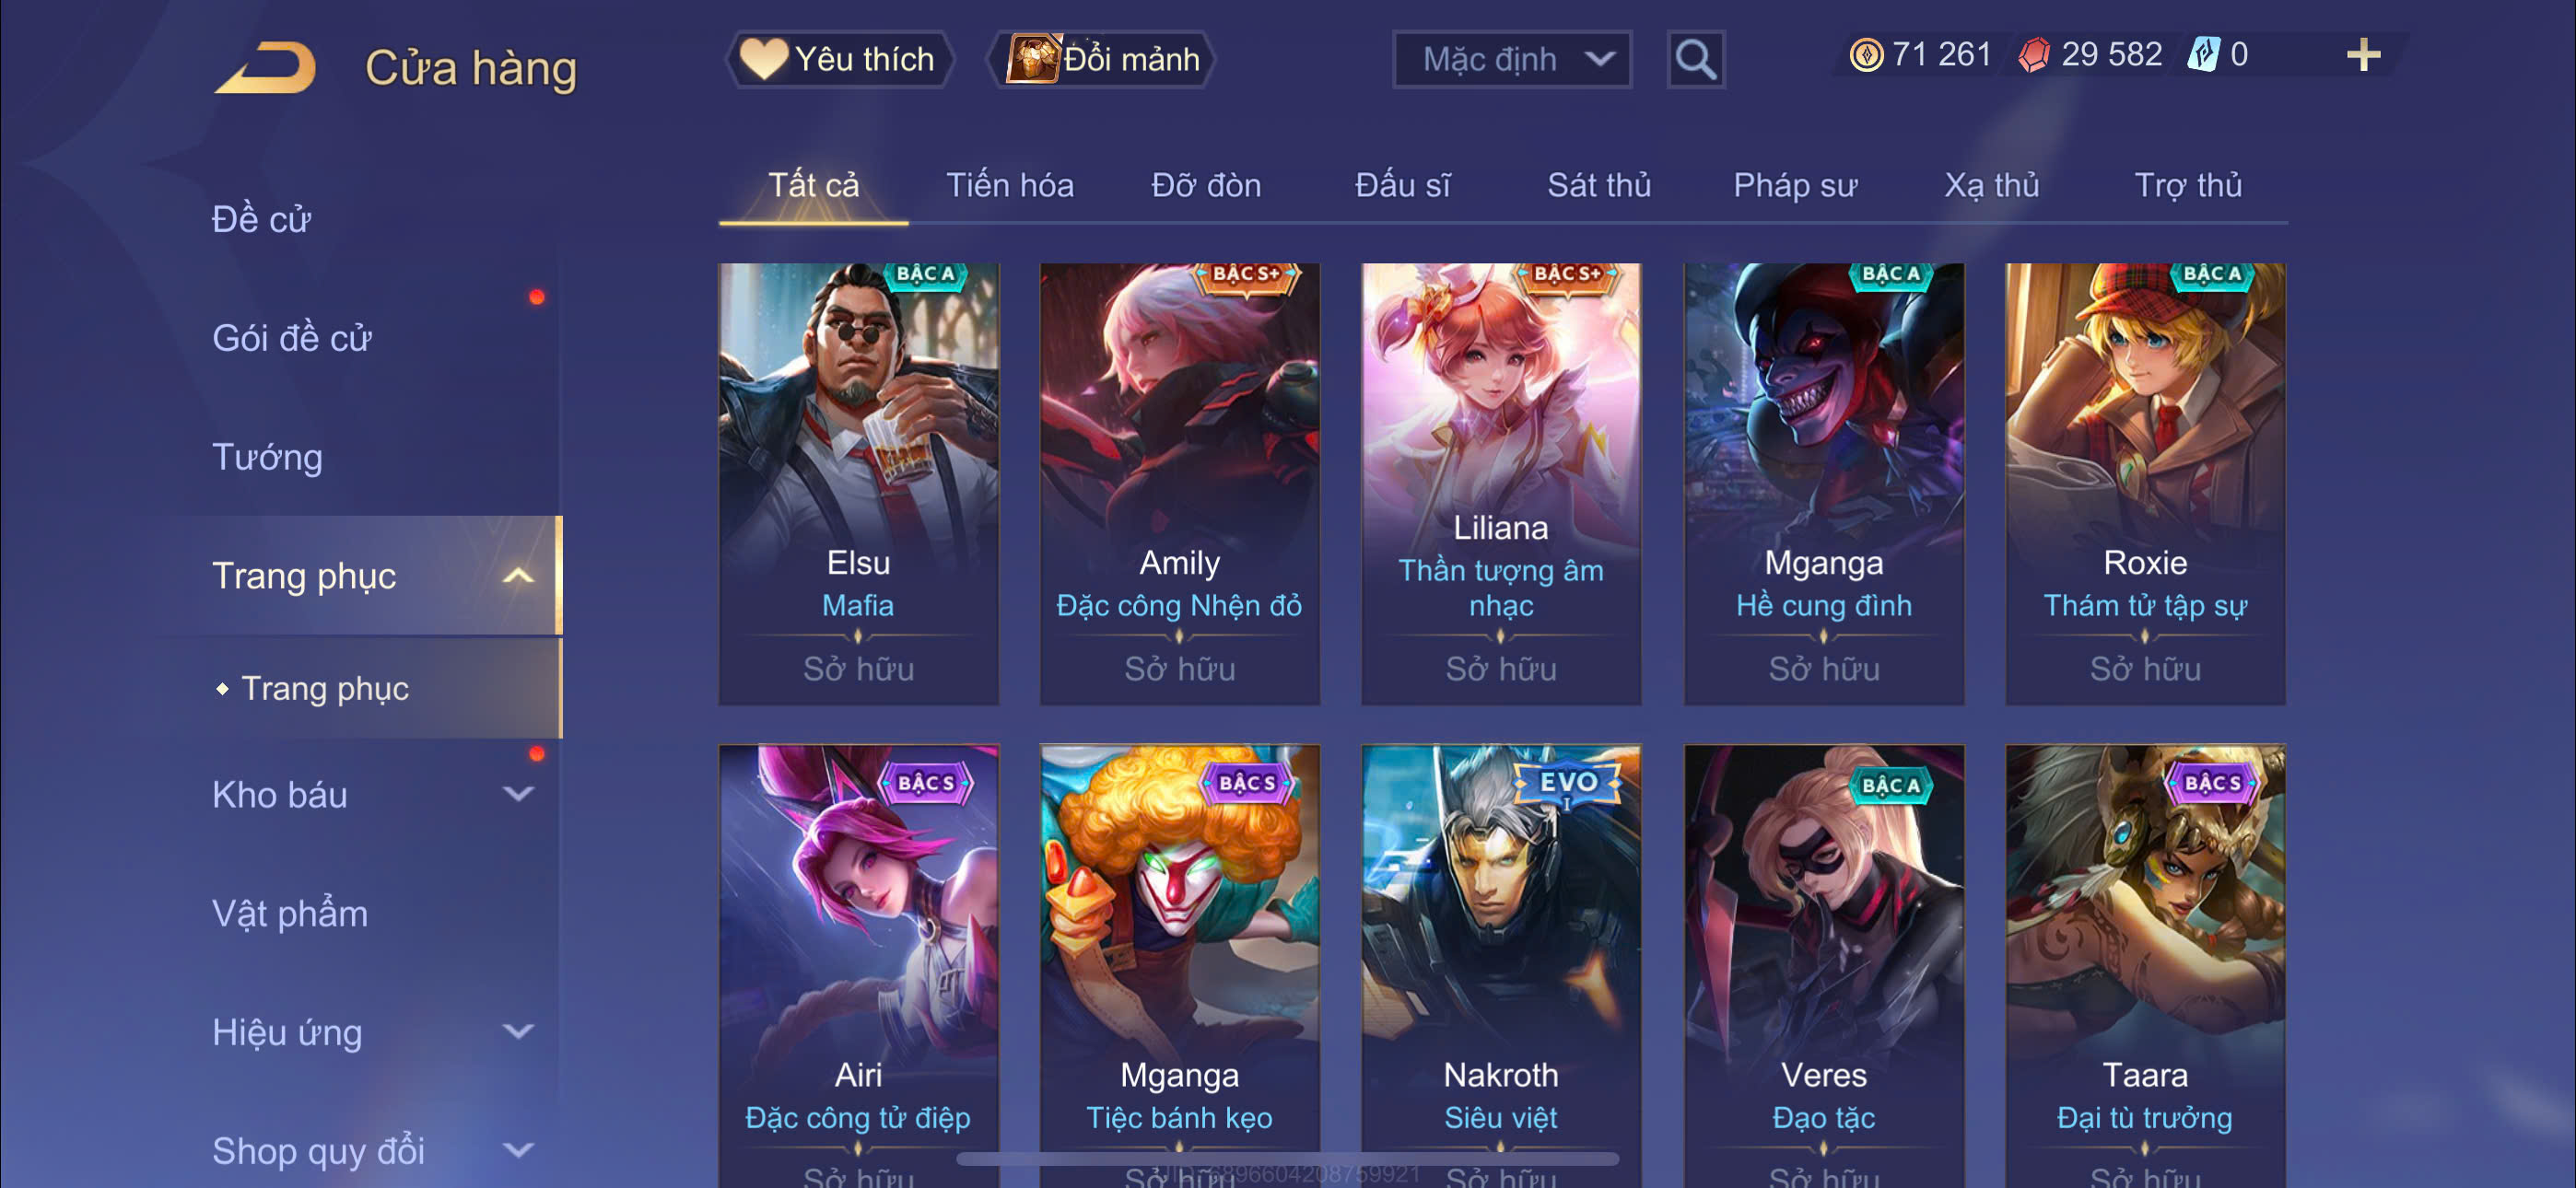 Cửa hàng
Yêu thích
Đổi mảnh
Mặc định
71 261
29 582
0
Tất cả
Tiến hóa
Đỡ đòn
Đấu sĩ
Sát thủ
Pháp sư
Xạ thủ
Trợ thủ
Đề cử
Gói đề cử
Tướng
Trang phục
Trang phục
Kho báu
Vật phẩm
Hiệu ứng
Shop quy đổi
BẬC A
Elsu
Mafia
Sở hữu
BẬC S+
Amily
Đặc công Nhện đỏ
Sở hữu
BẬC S+
Liliana
Thần tượng âm
nhạc
Sở hữu
BẬC A
Mganga
Hề cung đình
Sở hữu
BẬC A
Roxie
Thám tử tập sự
Sở hữu
BẬC S
Airi
Đặc công tử điệp
Sở hữu
BẬC S
Mganga
Tiệc bánh kẹo
Sở hữu
EVO
I
Nakroth
Siêu việt
Sở hữu
BẬC A
Veres
Đạo tặc
Sở hữu
BẬC S
Taara
Đại tù trưởng
Sở hữu